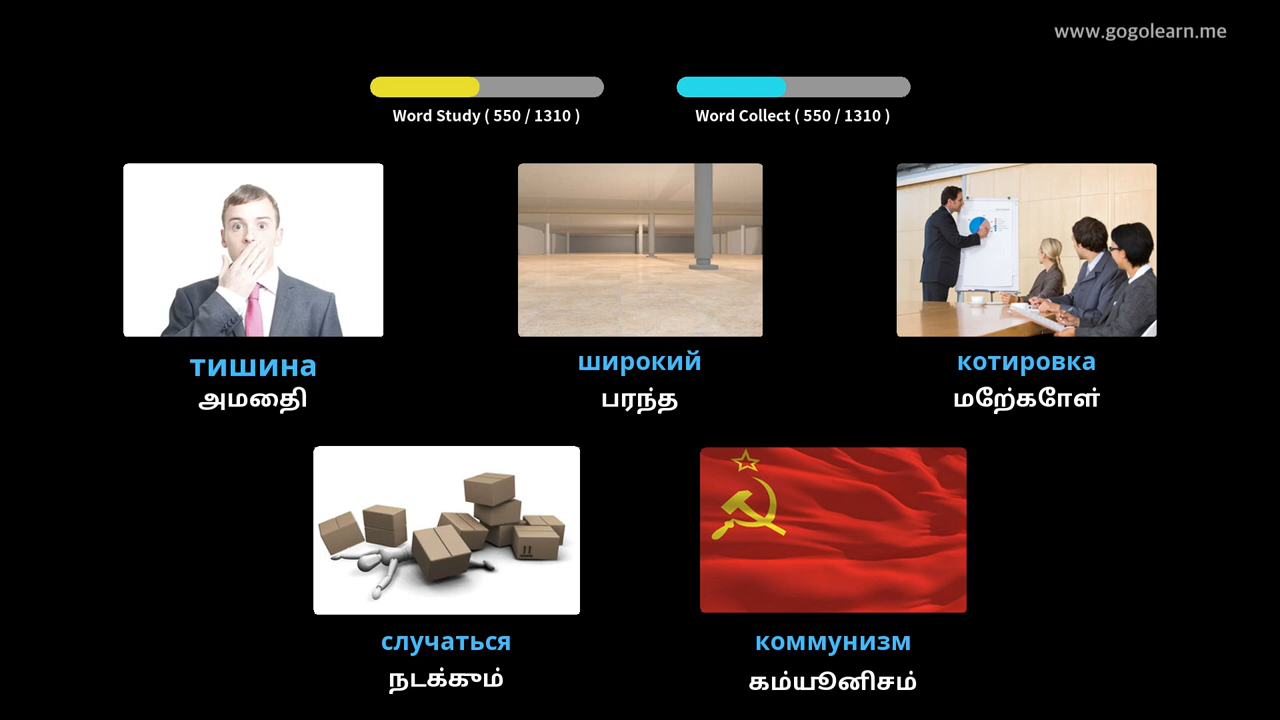 www.gogolearn.me
Word Study ( 550 / 1310 )
Word Collect ( 550 / 1310 )
тишина
அமைதி
широкий
பரந்த
котировка
மேற்கோள்
случаться
நடக்கும்
коммунизм
கம்யூனிசம்